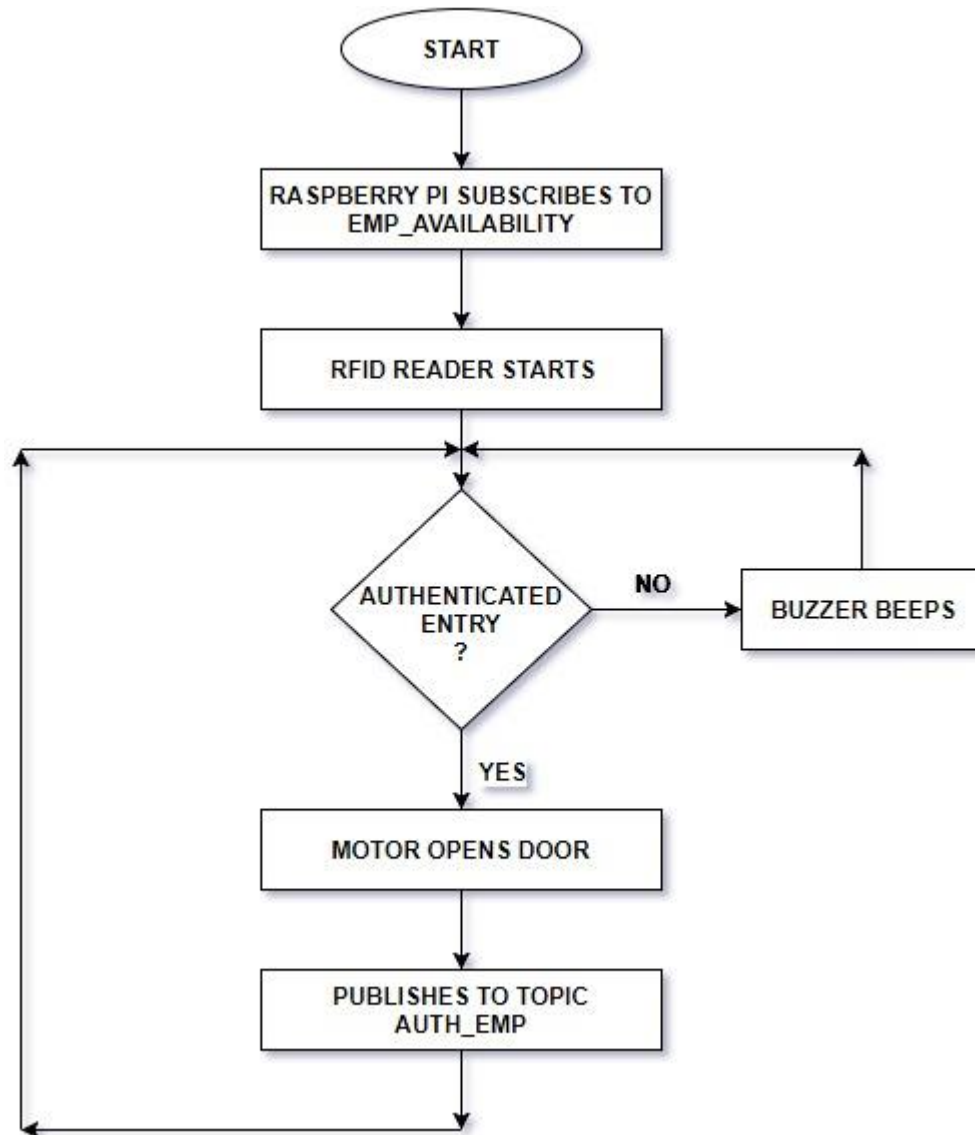 START
RASPBERRY PI SUBSCRIBES TO
EMP_AVAILABILITY
RFID READER STARTS
AUTHENTICATED
ENTRY
?
NO
BUZZER BEEPS
YES
MOTOR OPENS DOOR
PUBLISHES TO TOPIC
AUTH_EMP